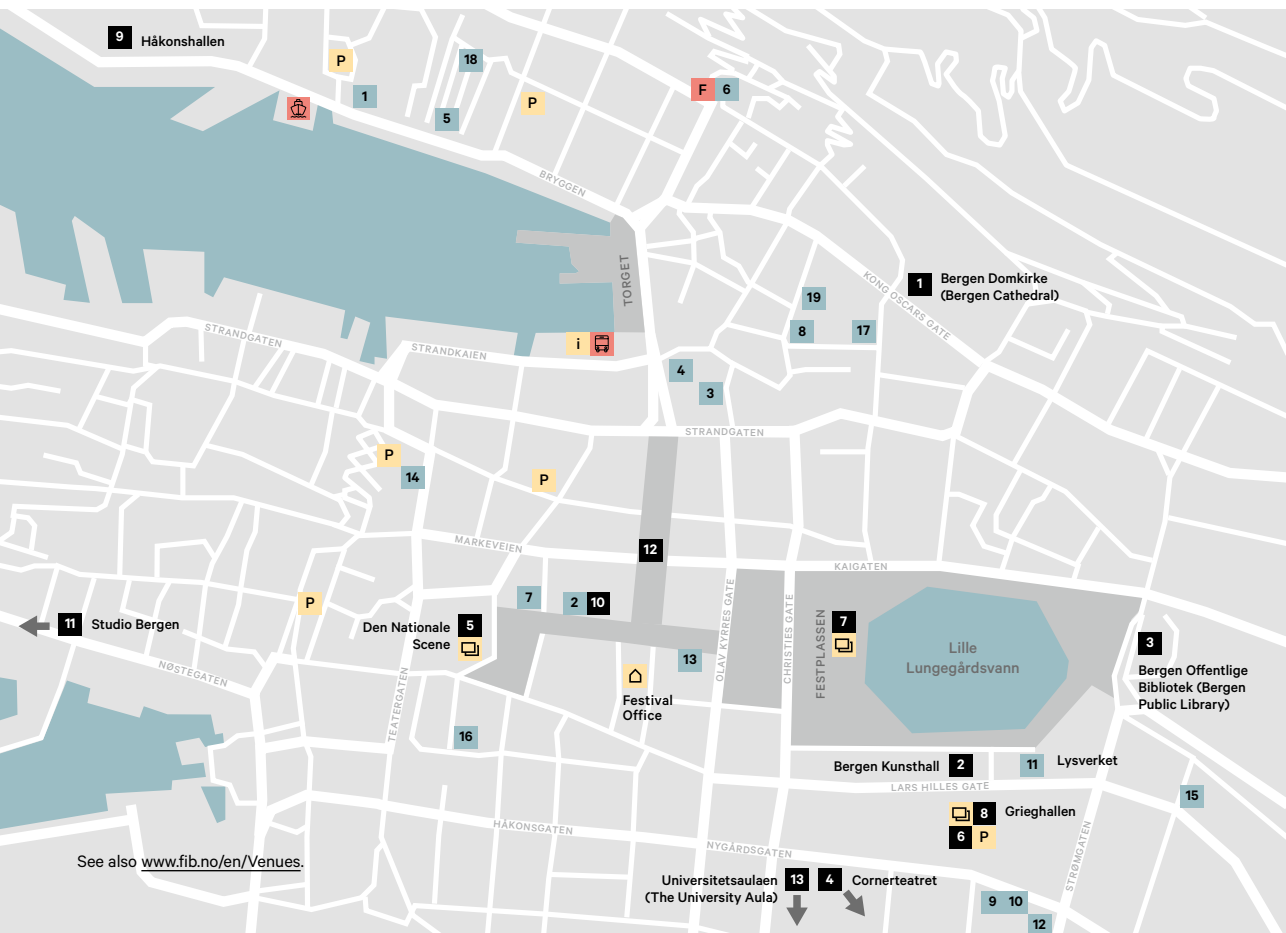 9 Håkonshallen
P
18
1
5
P
F 6
BRYGGEN
TORGET
KONG OSCARS GATE
1 Bergen Domkirke
(Bergen Cathedral)
19
8
17
STRANDGATEN
STRANDKAIEN
i
4
3
STRANDGATEN
P
14
P
MARKEVEIEN
12
KAIGATEN
P
7
2 10
11 Studio Bergen
Den Nationale 5
Scene
NØSTEGATEN
TEATERGATEN
13
Festival
Office
OLAV KYRRES GATE
CHRISTIES GATE
FESTPLASSEN
7
Lille
Lungegårdsvann
3
Bergen Offentlige
Bibliotek (Bergen
Public Library)
16
Bergen Kunsthall 2
11 Lysverket
LARS HILLES GATE
15
8 Grieghallen
6 P
HÅKONSGATEN
NYGÅRDSGATEN
STRØMGATEN
See also www.fib.no/en/Venues.
Universitetsaulaen 13
(The University Aula)
4 Cornerteatret
9 10
12